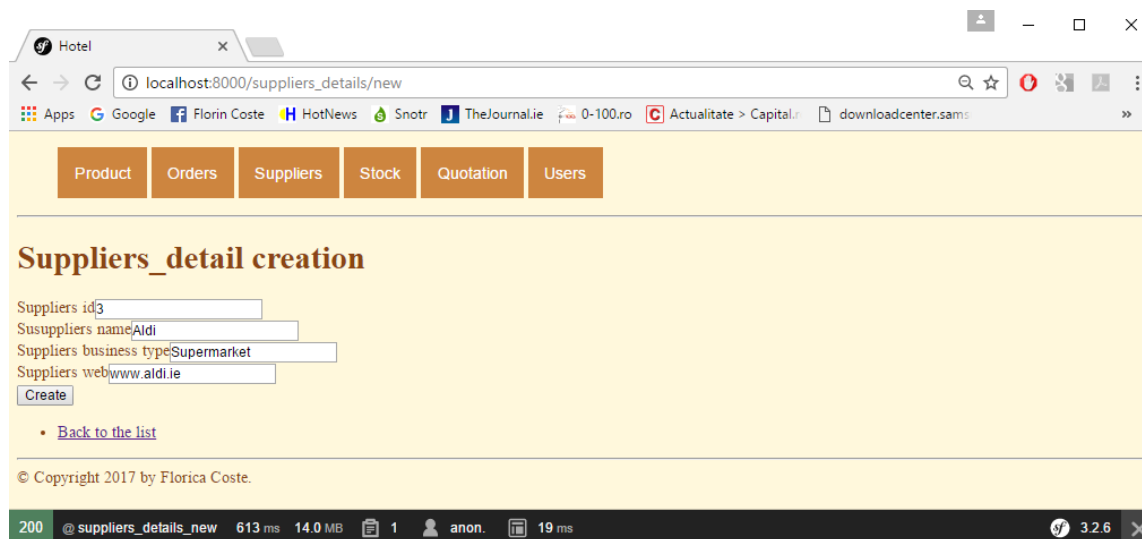 Hotel
localhost:8000/suppliers_details/new
Apps Google Florin Coste HotNews Snotr TheJournal.ie 0-100.ro Actualitate > Capital.r downloadcenter.sams
Product Orders Suppliers Stock Quotation Users
Suppliers_detail creation
Suppliers id 3
Susuppliers name Aldi
Suppliers business type Supermarket
Suppliers web www.aldi.ie
Create
• Back to the list
© Copyright 2017 by Florica Coste.
200 @ suppliers_details_new 613 ms 14.0 MB 1 anon. 19 ms sf 3.2.6